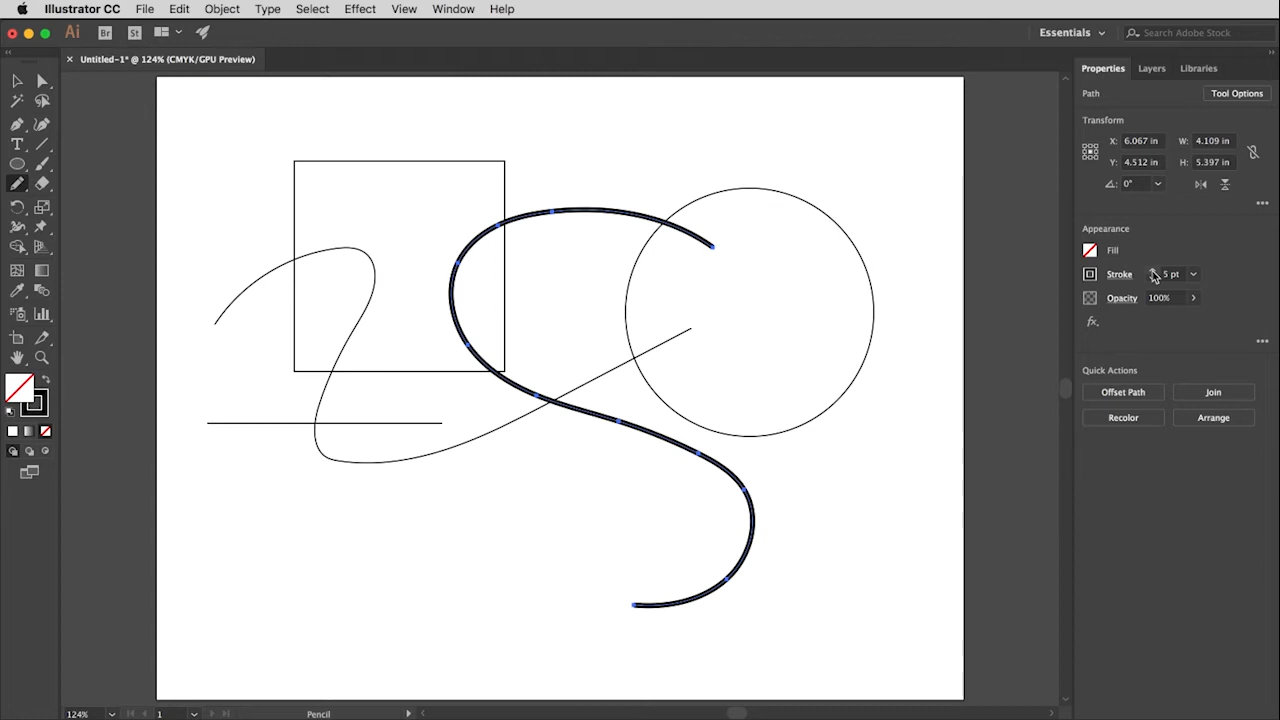 Illustrator CC File Edit Object Type Select Effect View Window Help
Ai Br St Essentials Search Adobe Stock
× Untitled-1* @ 124% (CMYK/GPU Preview)
Properties Layers Libraries
Path Tool Options
Transform
X: 6.067 in W: 4.109 in
Y: 4.512 in H: 5.397 in
0°
Appearance
Fill
Stroke 5 pt
Opacity 100%
fx.
Quick Actions
Offset Path Join
Recolor Arrange
124% 1 Pencil